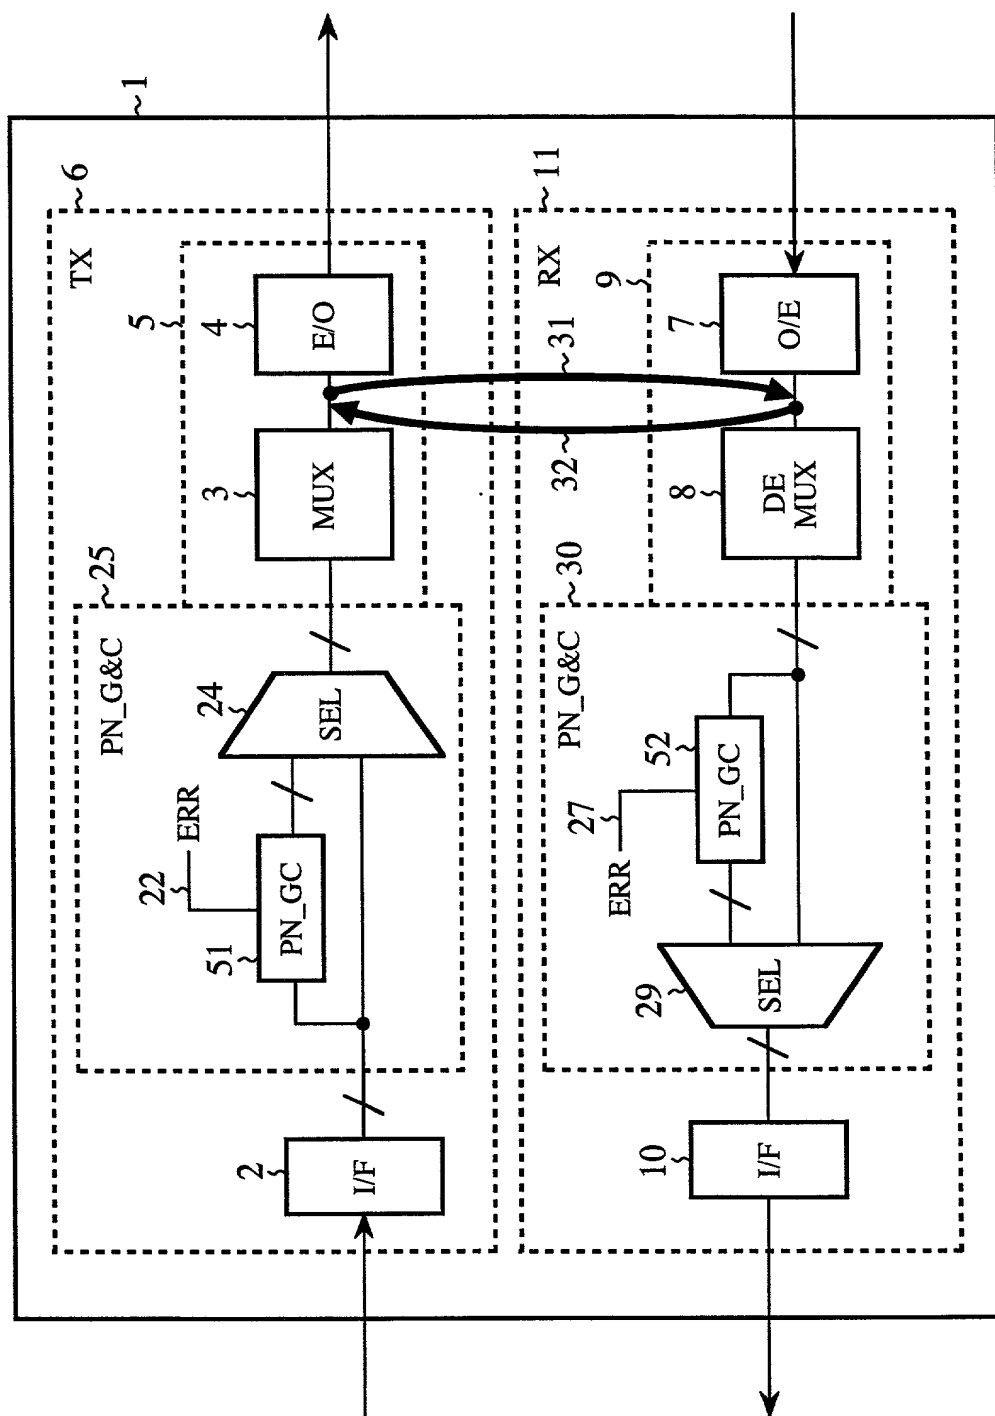 1
TX
6
5
4
E/O
3
MUX
25
PN_G&C
24
SEL
22
ERR
51
PN_GC
2
I/F
31
32
RX
11
9
7
O/E
8
DE
MUX
30
PN_G&C
52
PN_GC
27
ERR
29
SEL
10
I/F